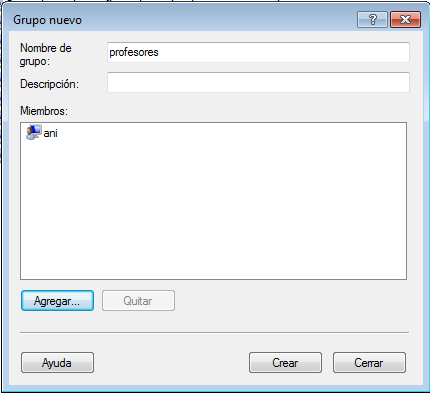 Grupo nuevo
?
Nombre de
grupo:
profesores
Descripción:
Miembros:
ani
Agregar...
Quitar
Ayuda
Crear
Cerrar